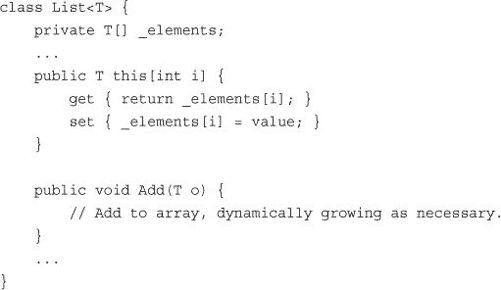 class List<T> {
    private T[] _elements;
    ...
    public T this[int i] {
        get { return _elements[i]; }
        set { _elements[i] = value; }
    }

    public void Add(T o) {
        // Add to array, dynamically growing as necessary.
    }
    ...
}